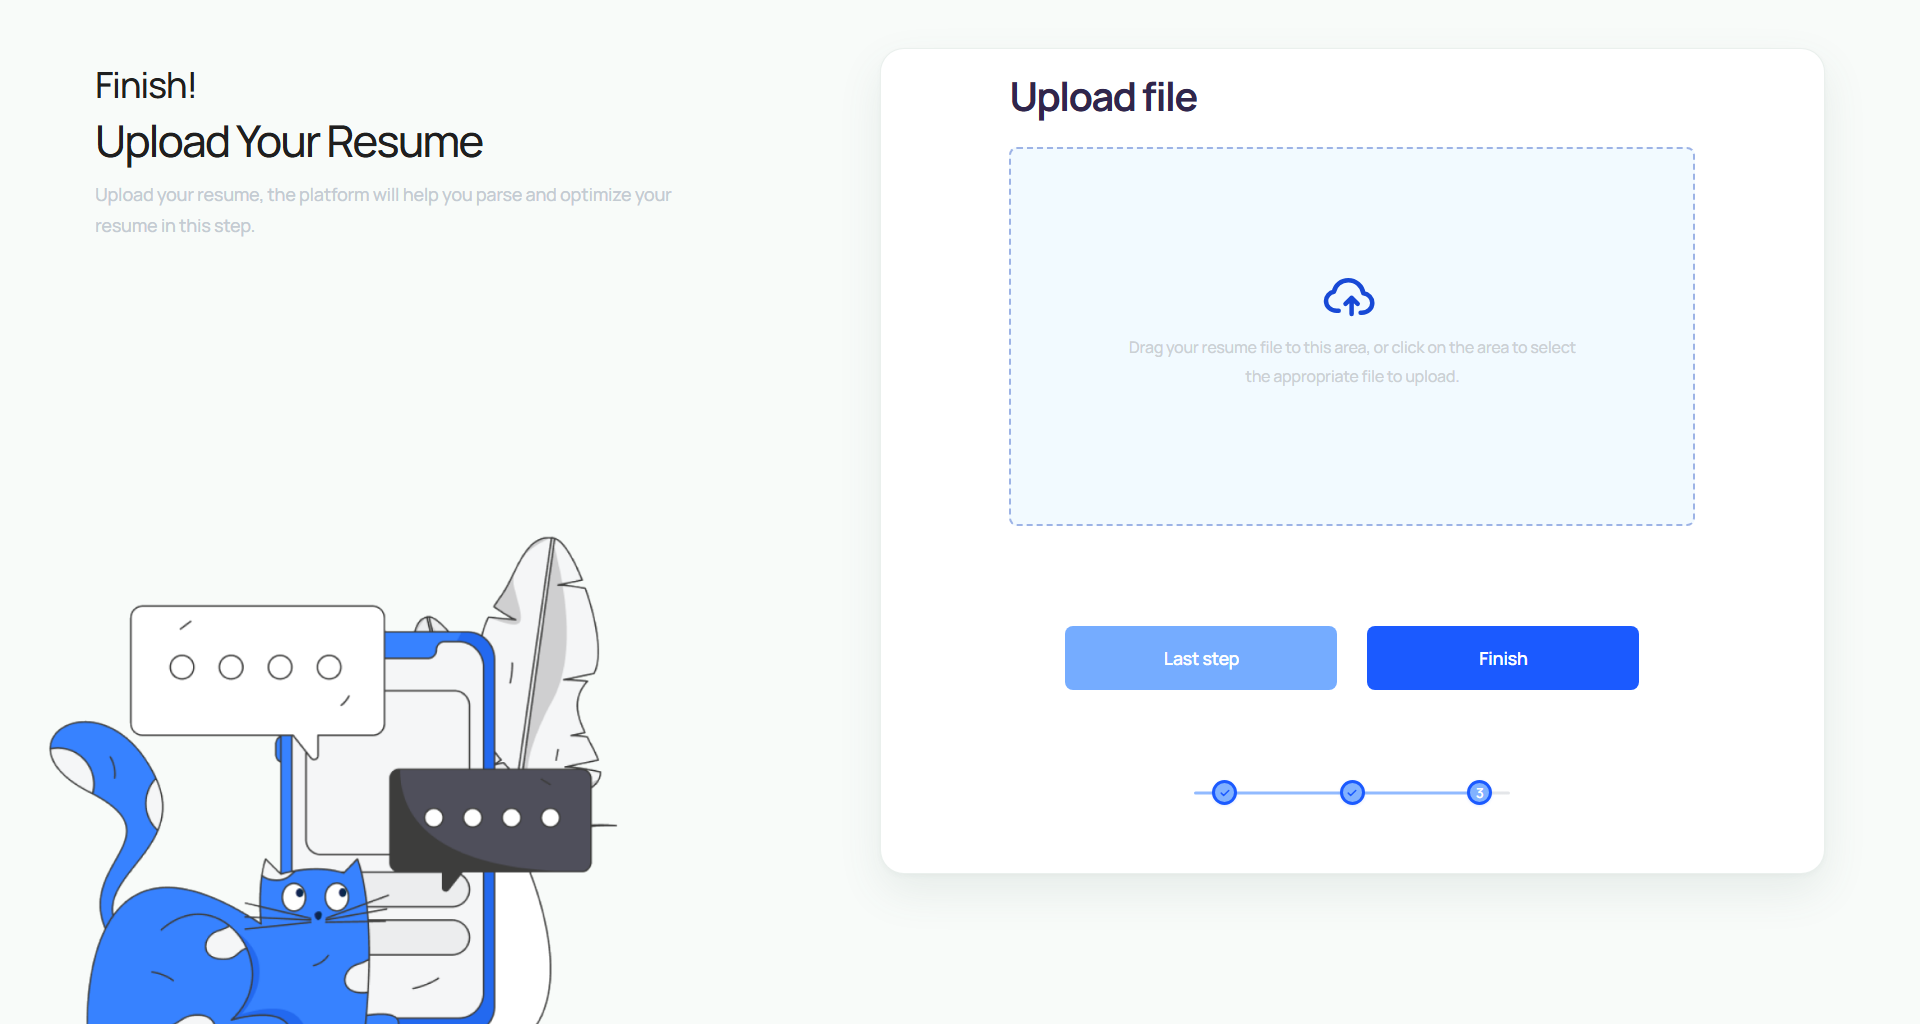 Finish!
Upload Your Resume
Upload your resume, the platform will help you parse and optimize your
resume in this step.
Upload file
Drag your resume file to this area, or click on the area to select
the appropriate file to upload.
Last step
Finish
3